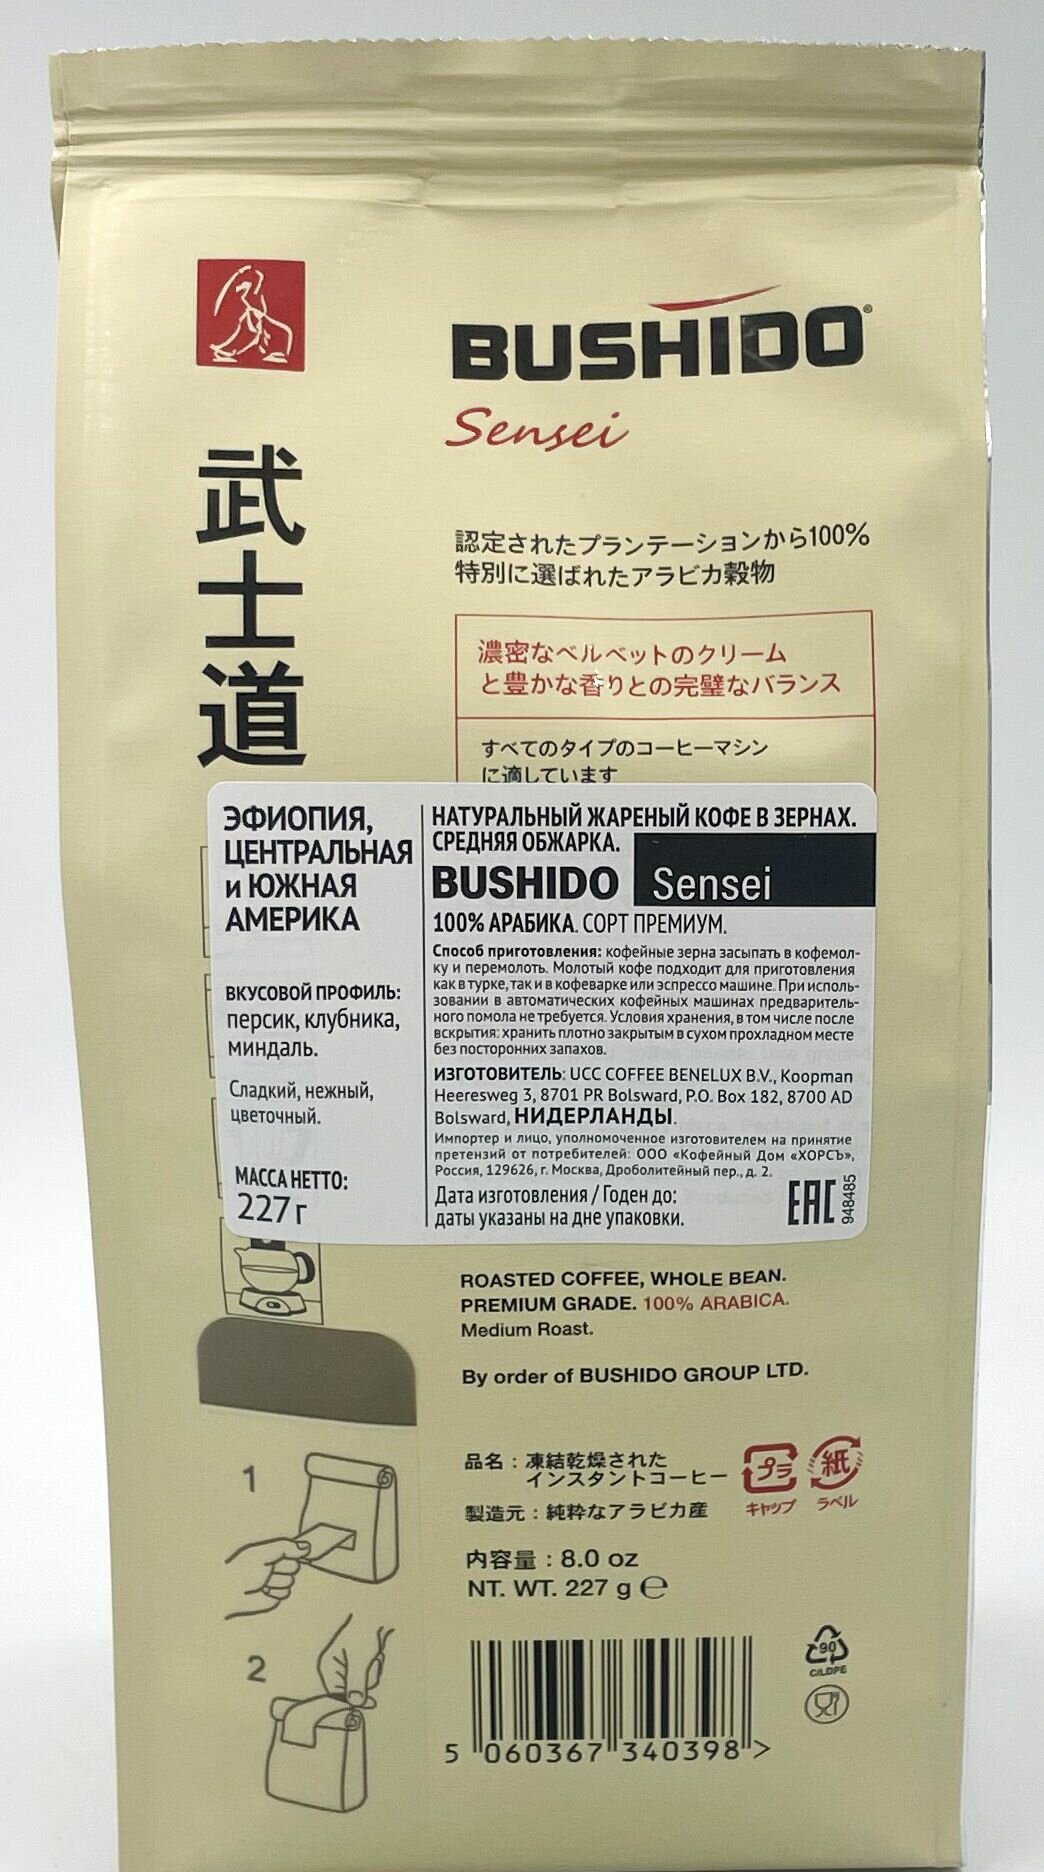 BUSHIDO®
Sensei
武士道
認定されたプランテーションから100%
特別に選ばれたアラビカ穀物
濃密なベルベットのクリーム
と豊かな香りとの完璧なバランス
すべてのタイプのコーヒーマシン
に適しています
ЭФИОПИЯ,
ЦЕНТРАЛЬНАЯ
и ЮЖНАЯ
АМЕРИКА
ВКУСОВОЙ ПРОФИЛЬ:
персик, клубника,
миндаль.
Сладкий, нежный,
цветочный.
МАССА НЕТТО:
227 г
НАТУРАЛЬНЫЙ ЖАРЕНЫЙ КОФЕ В ЗЕРНАХ.
СРЕДНЯЯ ОБЖАРКА.
BUSHIDO Sensei
100% АРАБИКА. СОРТ ПРЕМИУМ.
Способ приготовления: кофейные зерна засыпать в кофемол-
ку и перемолоть. Молотый кофе подходит для приготовления
как в турке, так и в кофеварке или эспрессо машине. При исполь-
зовании в автоматических кофейных машинах предваритель-
ного помола не требуется. Условия хранения, в том числе после
вскрытия: хранить плотно закрытым в сухом прохладном месте
без посторонних запахов.
ИЗГОТОВИТЕЛЬ: UCC COFFEE BENELUX B.V., Koopman
Heeresweg 3, 8701 PR Bolsward, P.O. Box 182, 8700 AD
Bolsward, НИДЕРЛАНДЫ.
Импортер и лицо, уполномоченное изготовителем на принятие
претензий от потребителей: ООО «Кофейный Дом «ХОРСЪ»,
Россия, 129626, г. Москва, Дроболитейный пер., д. 2.
Дата изготовления / Годен до:
даты указаны на дне упаковки.
EAC
948485
ROASTED COFFEE, WHOLE BEAN.
PREMIUM GRADE. 100% ARABICA.
Medium Roast.
By order of BUSHIDO GROUP LTD.
1
2
品名：凍結乾燥された
インスタントコーヒー
製造元：純粋なアラビカ産
プラ
キャップ
紙
ラベル
内容量：8.0 oz
NT. WT. 227 g ℮
90
C/LDPE
5 060367 340398 >